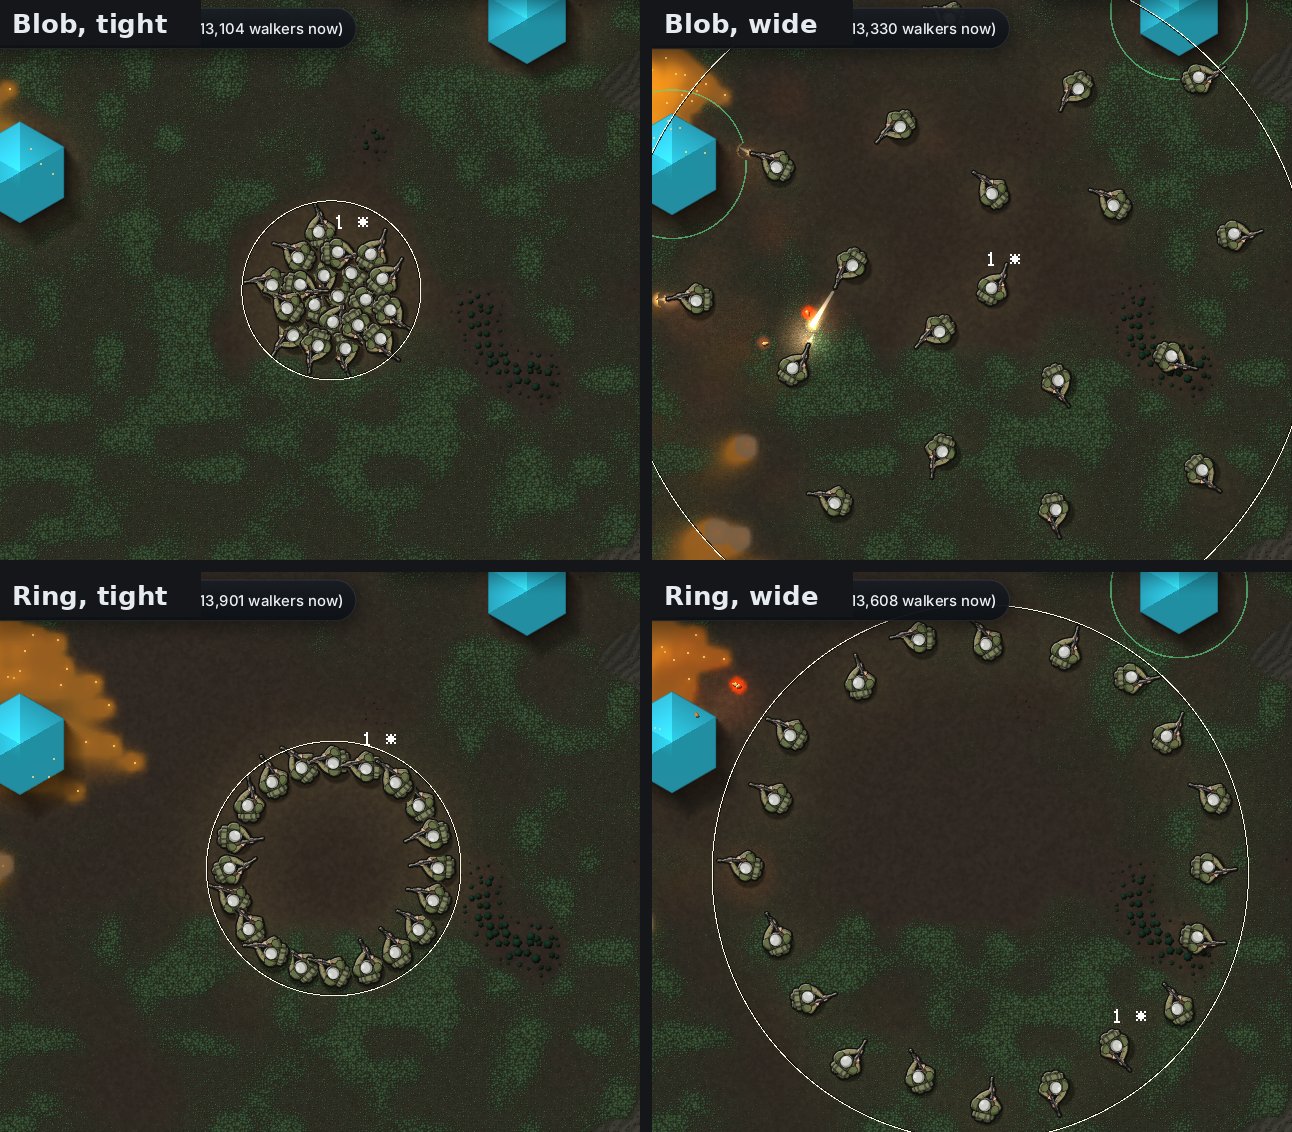 Blob, tight
13,104 walkers now)
1 *
Blob, wide
13,330 walkers now)
1 *
Ring, tight
13,901 walkers now)
1 *
Ring, wide
13,608 walkers now)
1 *